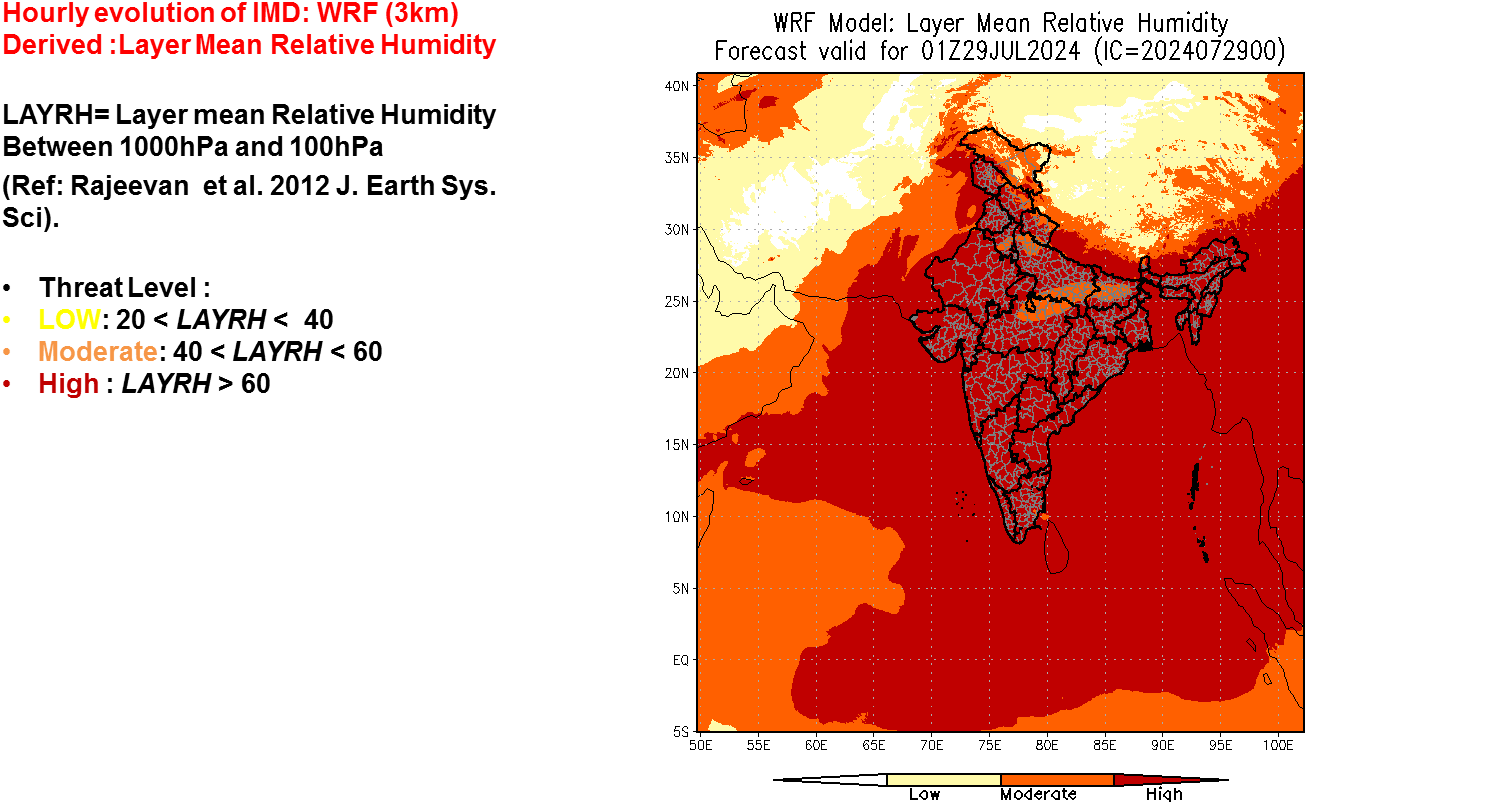 Hourly evolution of IMD: WRF (3km)
Derived :Layer Mean Relative Humidity
LAYRH= Layer mean Relative Humidity
Between 1000hPa and 100hPa
(Ref: Rajeevan et al. 2012 J. Earth Sys.
Sci).
• Threat Level :
• LOW: 20 < LAYRH < 40
• Moderate: 40 < LAYRH < 60
• High : LAYRH > 60
WRF Model: Layer Mean Relative Humidity
Forecast valid for 01Z29JUL2024 (IC=2024072900)
40N
35N
30N
25N
20N
15N
10N
5N
EQ
5S
50E 55E 60E 65E 70E 75E 80E 85E 90E 95E 100E
Low Moderate High